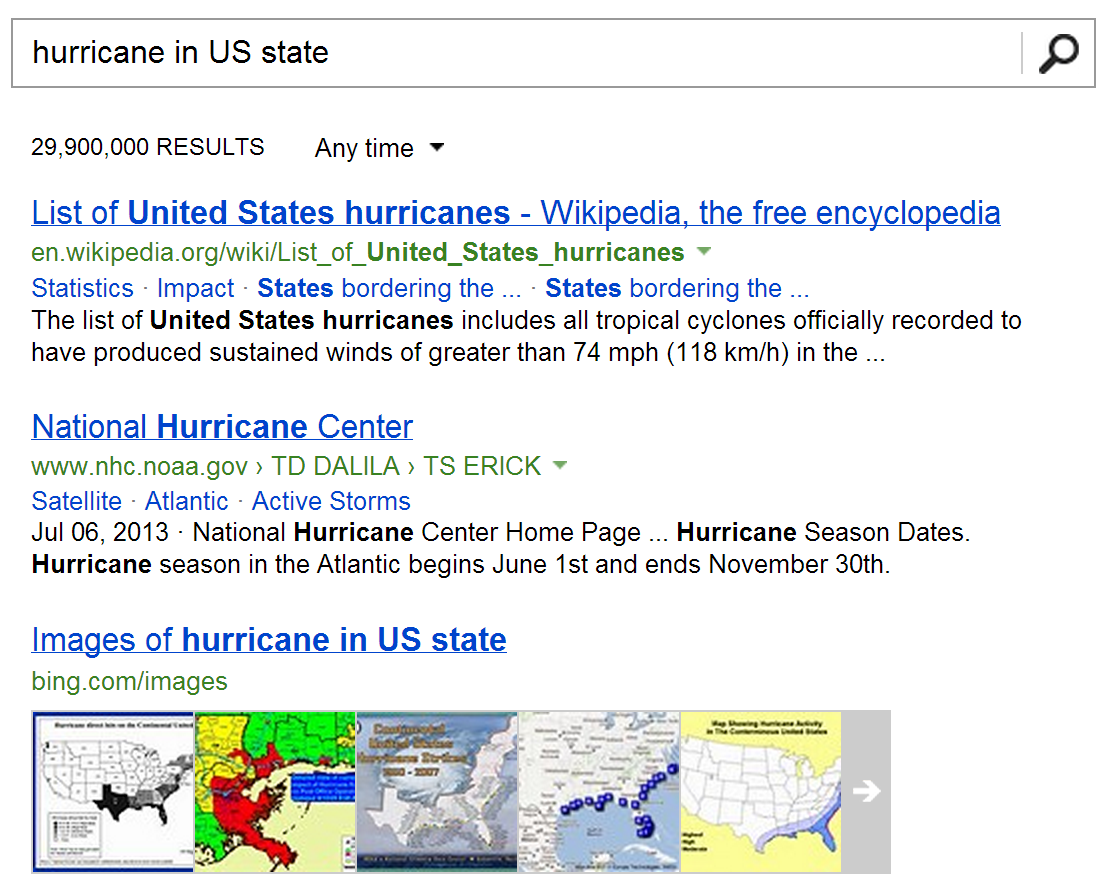 hurricane in US state
29,900,000 RESULTS Any time
List of United States hurricanes - Wikipedia, the free encyclopedia
en.wikipedia.org/wiki/List_of_United_States_hurricanes
Statistics · Impact · States bordering the ... · States bordering the ...
The list of United States hurricanes includes all tropical cyclones officially recorded to
have produced sustained winds of greater than 74 mph (118 km/h) in the ...
National Hurricane Center
www.nhc.noaa.gov › TD DALILA › TS ERICK
Satellite · Atlantic · Active Storms
Jul 06, 2013 · National Hurricane Center Home Page ... Hurricane Season Dates.
Hurricane season in the Atlantic begins June 1st and ends November 30th.
Images of hurricane in US state
bing.com/images
Hurricane direct hits on the Continental United
Continental
United States
Hurricane Strikes
Map Showing Hurricane Activity
in The Conterminous United States
Highest
High
Moderate